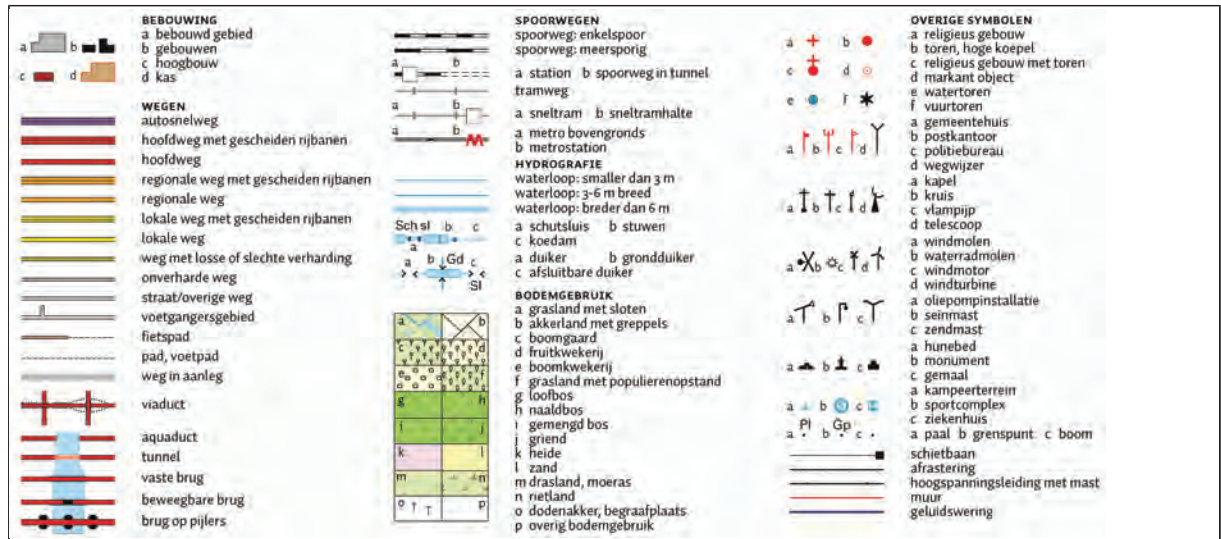 BEBOUWING
a bebouwd gebied
a b b gebouwen
c hoogbouw
c d d kas
WEGEN
autosnelweg
hoofdweg met gescheiden rijbanen
hoofdweg
regionale weg met gescheiden rijbanen
regionale weg
lokale weg met gescheiden rijbanen
lokale weg
weg met losse of slechte verharding
onverharde weg
straat/overige weg
voetgangersgebied
fietspad
pad, voetpad
weg in aanleg
viaduct
aquaduct
tunnel
vaste brug
beweegbare brug
brug op pijlers
SPOORWEGEN
spoorweg: enkelspoor
spoorweg: meersporig
a b
a station b spoorweg in tunnel
tramweg
a b
a sneltram b sneltramhalte
a b
a metro bovengronds
b metrostation
HYDROGRAFIE
waterloop: smaller dan 3 m
waterloop: 3-6 m breed
waterloop: breder dan 6 m
Sch sl b c
a
a schutsluis b stuwen
c koedam
a b Gd c
Sl
a duiker b grondduiker
c afsluitbare duiker
BODEMGEBRUIK
a b
a grasland met sloten
b akkerland met greppels
c boomgaard
d
d fruitkwekerij
e f
e boomkwekerij
f grasland met populierenopstand
g h
g loofbos
h naaldbos
i j
i gemengd bos
j griend
k l
k heide
l zand
m n
m drasland, moeras
n rietland
o p
o dodenakker, begraafplaats
p overig bodemgebruik
OVERIGE SYMBOLEN
a b
a religieus gebouw
b toren, hoge koepel
c d
c religieus gebouw met toren
d markant object
e f
e watertoren
f vuurtoren
a b c d
a gemeentehuis
b postkantoor
c politiebureau
d wegwijzer
a b c d
a kapel
b kruis
c vlampijp
d telescoop
a b c d
a windmolen
b waterradmolen
c windmotor
d windturbine
a b c
a oliepompinstallatie
b seinmast
c zendmast
a b c
a hunebed
b monument
c gemaal
a b c
a kampeerterrein
b sportcomplex
c ziekenhuis
Pl Gp
a b c
a paal b grenspunt c boom
schietbaan
afrastering
hoogspanningsleiding met mast
muur
geluidswering